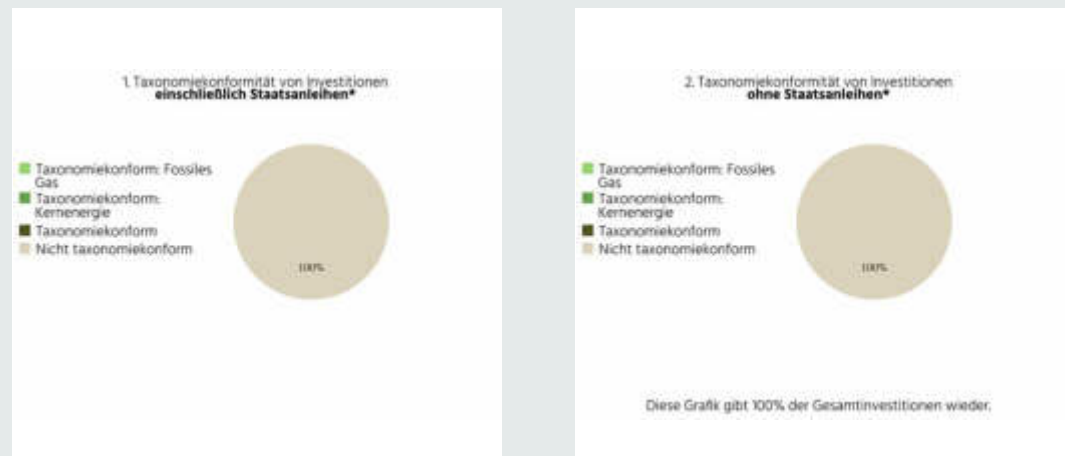 1. Taxonomiekonformität von Investitionen
einschließlich Staatsanleihen*
Taxonomiekonform: Fossiles
Gas
Taxonomiekonform:
Kernenergie
Taxonomiekonform
Nicht taxonomiekonform
100%
2. Taxonomiekonformität von Investitionen
ohne Staatsanleihen*
Taxonomiekonform: Fossiles
Gas
Taxonomiekonform:
Kernenergie
Taxonomiekonform
Nicht taxonomiekonform
100%
Diese Grafik gibt 100% der Gesamtinvestitionen wieder.